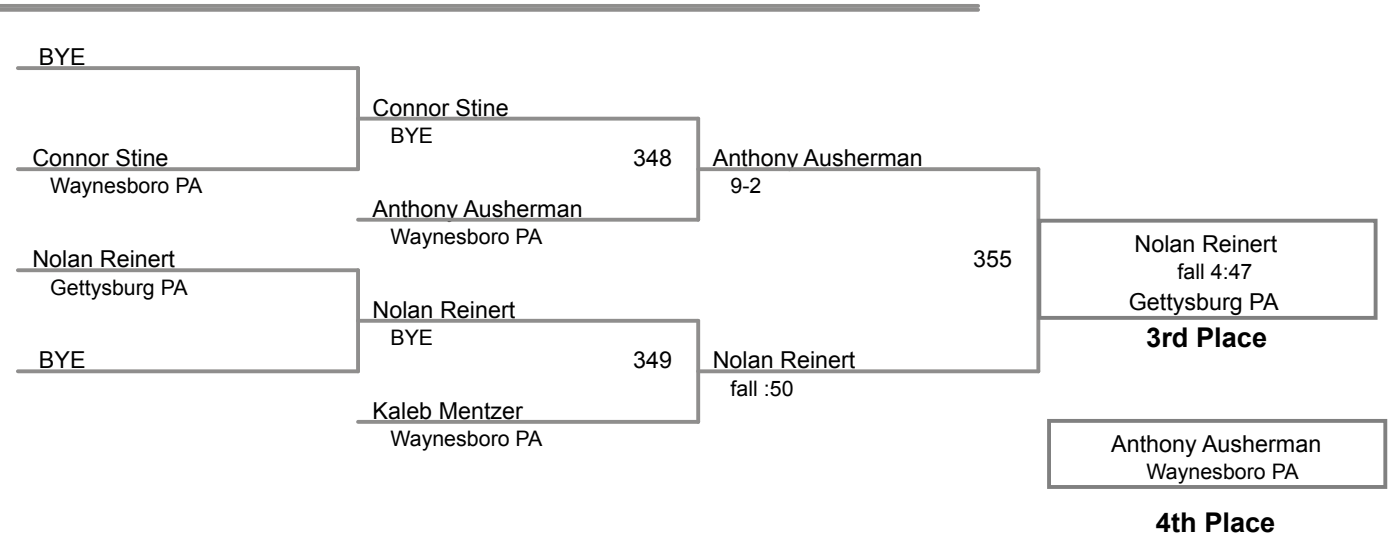 BYE
Connor Stine
BYE
Connor Stine
Waynesboro PA
348
Anthony Ausherman
9-2
Anthony Ausherman
Waynesboro PA
Nolan Reinert
Gettysburg PA
355
Nolan Reinert
fall 4:47
Gettysburg PA
3rd Place
Nolan Reinert
BYE
BYE
349
Nolan Reinert
fall :50
Kaleb Mentzer
Waynesboro PA
Anthony Ausherman
Waynesboro PA
4th Place